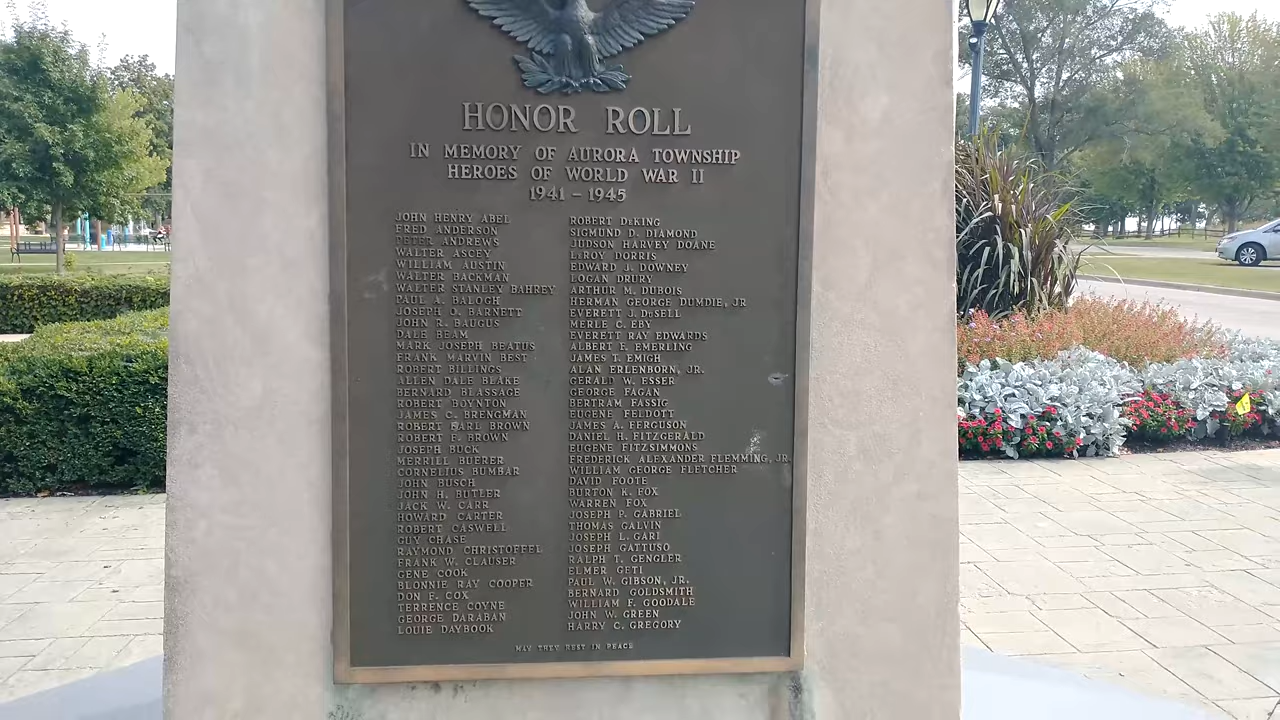 HONOR ROLL
IN MEMORY OF AURORA TOWNSHIP
HEROES OF WORLD WAR II
1941 - 1945
JOHN HENRY ABEL
FRED ANDERSON
PETER ANDREWS
WALTER ASCEY
WILLIAM AUSTIN
WALTER BACKMAN
WALTER STANLEY BAHREY
PAUL A. BALOGH
JOSEPH D. BARNETT
JOHN R. BAUGUS
DALE BEAM
MARK JOSEPH BEATUS
FRANK MARVIN BEST
ROBERT BILLINGS
ALLEN DALE BLAKE
BERNARD BLASSAGE
ROBERT BOYNTON
JAMES C. BRENGMAN
ROBERT EARL BROWN
ROBERT F. BROWN
JOSEPH BUCK
MERRILL BUERER
CORNELIUS BUMBAR
JOHN BUSCH
JOHN H. BUTLER
JACK W. CARR
HOWARD CARTER
ROBERT CASWELL
GUY CHASE
RAYMOND CHRISTOFFEL
FRANK W. CLAUSER
GENE COOK
BLONNIE RAY COOPER
DON F. COX
TERRENCE COYNE
GEORGE DARABAN
LOUIE DAYBOOK
ROBERT DEKING
SIGMUND D. DIAMOND
JUDSON HARVEY DOANE
LEROY DORRIS
EDWARD J. DOWNEY
LOGAN DRURY
ARTHUR M. DUBOIS
HERMAN GEORGE DUMDIE, JR
EVERETT J. DUSELL
MERLE C. EBY
EVERETT RAY EDWARDS
ALBERT E. EMERLING
JAMES T. EMIGH
ALAN ERLENBORN, JR.
GERALD W. ESSER
GEORGE FAGAN
BERTRAM FASSIG
EUGENE FELDOTT
JAMES A. FERGUSON
DANIEL H. FITZGERALD
EUGENE FITZSIMMONS
FREDERICK ALEXANDER FLEMMING, JR.
WILLIAM GEORGE FLETCHER
DAVID FOOTE
BURTON K. FOX
WARREN FOX
JOSEPH P. GABRIEL
THOMAS GALVIN
JOSEPH L. GARI
JOSEPH GATTUSO
RALPH T. GENGLER
ELMER GETI
PAUL W. GIBSON, JR.
BERNARD GOLDSMITH
WILLIAM F. GOODALE
JOHN W. GREEN
HARRY C. GREGORY
MAY THEY REST IN PEACE